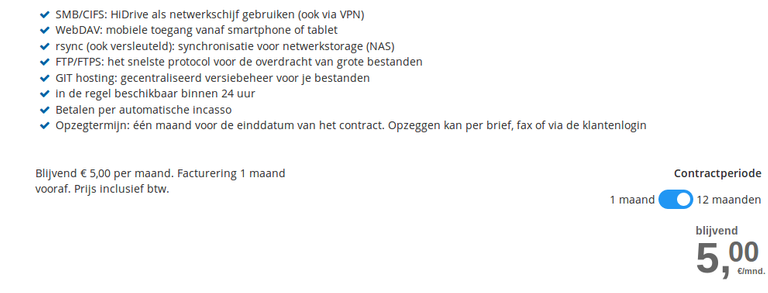 SMB/CIFS: HiDrive als netwerkschijf gebruiken (ook via VPN)
WebDAV: mobiele toegang vanaf smartphone of tablet
rsync (ook versleuteld): synchronisatie voor netwerkstorage (NAS)
FTP/FTPS: het snelste protocol voor de overdracht van grote bestanden
GIT hosting: gecentraliseerd versiebeheer voor je bestanden
in de regel beschikbaar binnen 24 uur
Betalen per automatische incasso
Opzegtermijn: één maand voor de einddatum van het contract. Opzeggen kan per brief, fax of via de klantenlogin
Blijvend € 5,00 per maand. Facturering 1 maand
vooraf. Prijs inclusief btw.
Contractperiode
1 maand 12 maanden
blijvend
5,00
€/mnd.